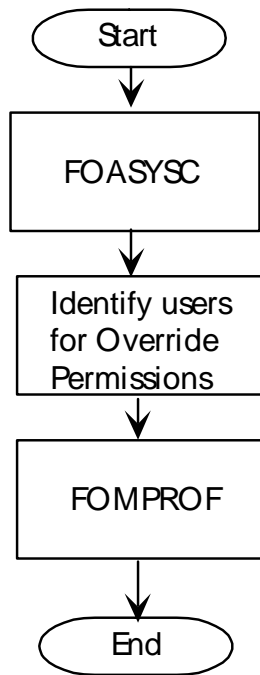 Start
FOASYSC
Identify users
for Override
Permissions
FOMPROF
End